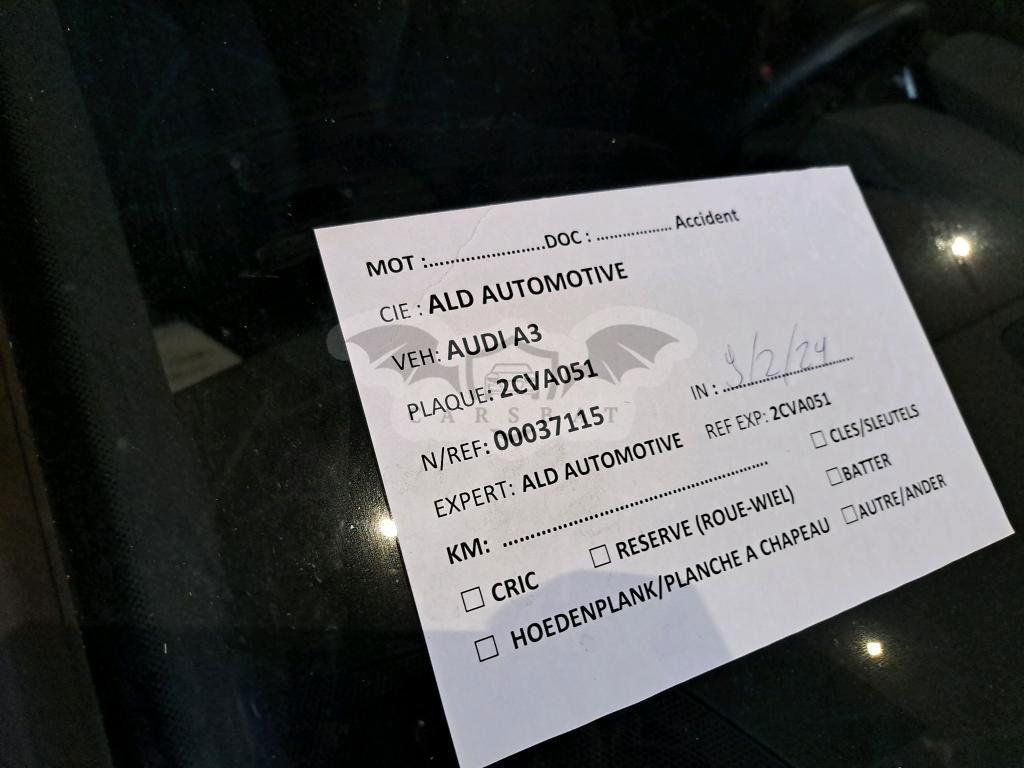 MOT :......................DOC : .................. Accident
CIE : ALD AUTOMOTIVE
VEH: AUDI A3
PLAQUE: 2CVA051
IN : 9/2/24
N/REF: 00037115
REF EXP: 2CVA051
EXPERT: ALD AUTOMOTIVE
☐ CLES/SLEUTELS
KM: ................................................
☐ BATTER
☐ CRIC ☐ RESERVE (ROUE-WIEL)
☐ AUTRE/ANDER
☐ HOEDENPLANK/PLANCHE A CHAPEAU
CARSBAT